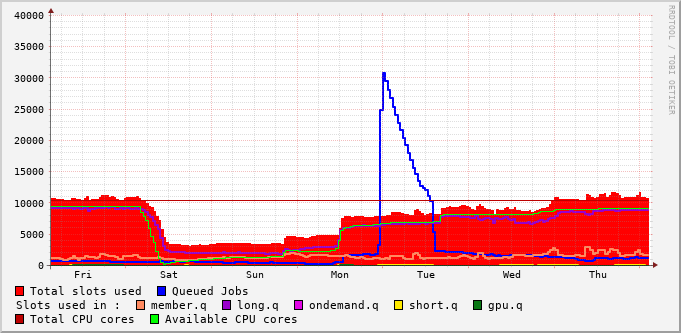 40000
35000
30000
25000
20000
15000
10000
5000
0
Fri Sat Sun Mon Tue Wed Thu
Total slots used Queued Jobs
Slots used in : member.q long.q ondemand.q short.q gpu.q
Total CPU cores Available CPU cores
RRDTOOL / TOBI OETIKER